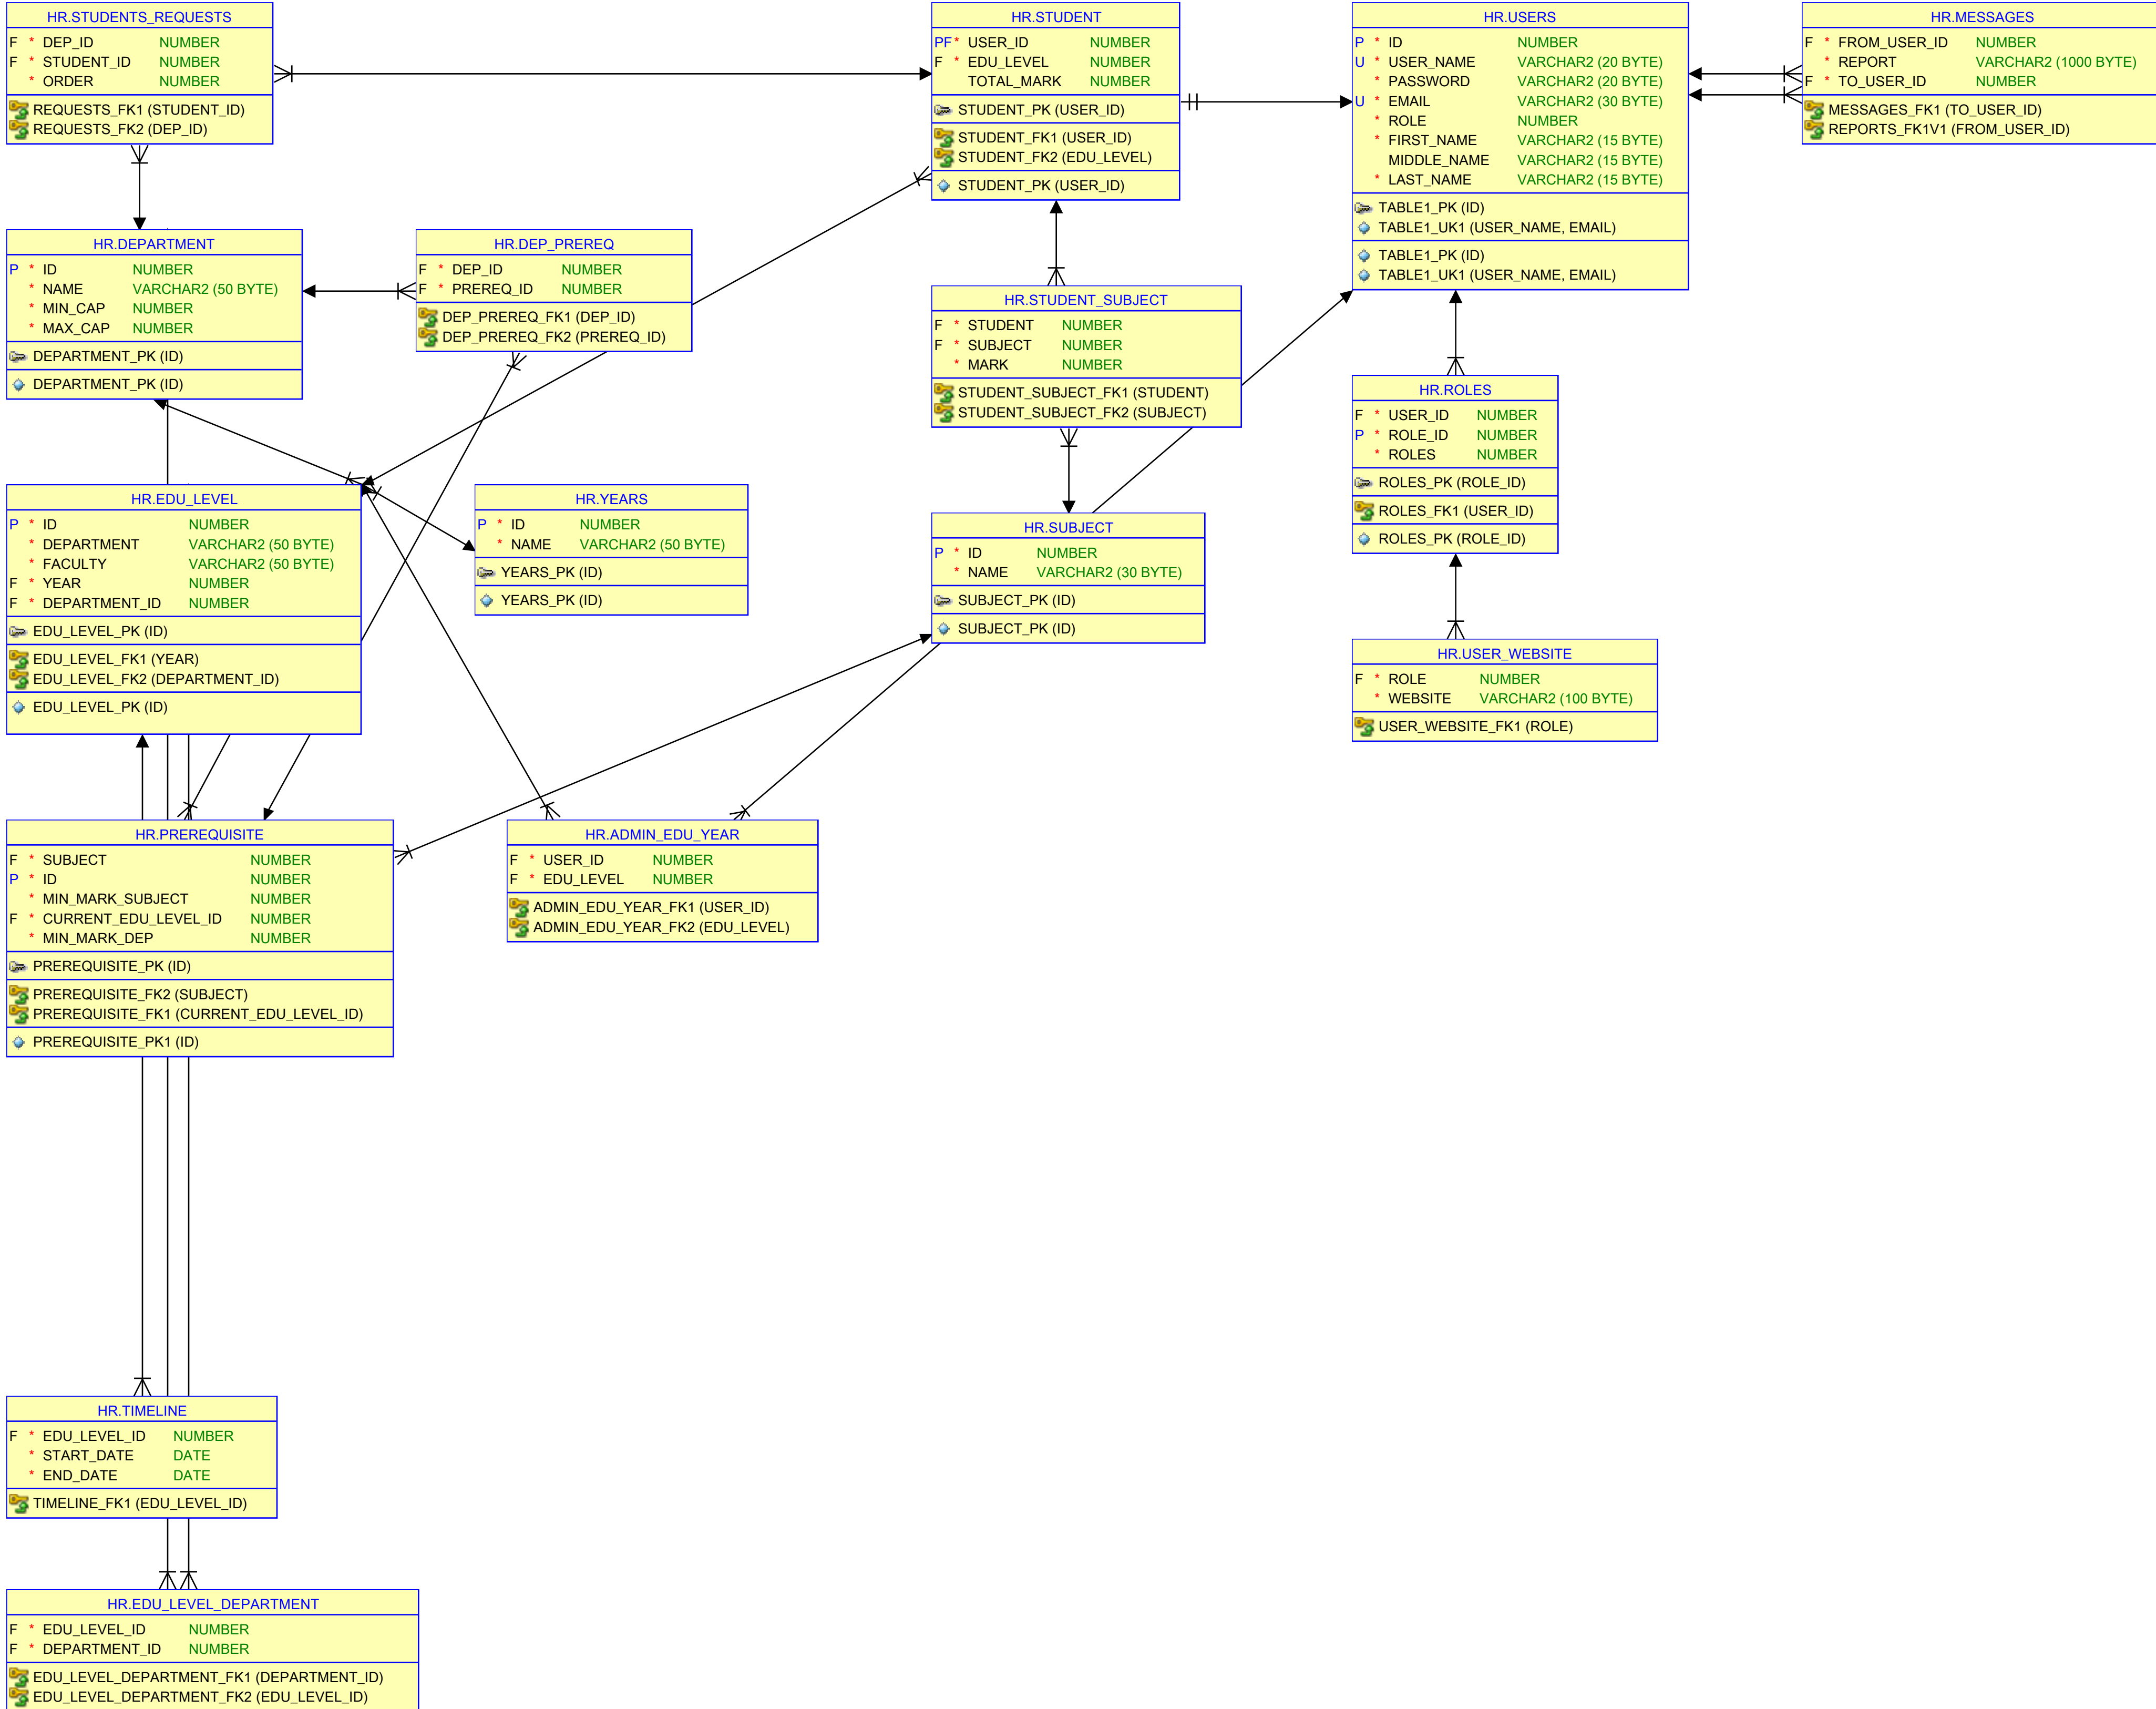 HR.STUDENTS_REQUESTS
F * DEP_ID NUMBER
F * STUDENT_ID NUMBER
* ORDER NUMBER
REQUESTS_FK1 (STUDENT_ID)
REQUESTS_FK2 (DEP_ID)
HR.STUDENT
PF* USER_ID NUMBER
F * EDU_LEVEL NUMBER
TOTAL_MARK NUMBER
STUDENT_PK (USER_ID)
STUDENT_FK1 (USER_ID)
STUDENT_FK2 (EDU_LEVEL)
STUDENT_PK (USER_ID)
HR.USERS
P * ID NUMBER
U * USER_NAME VARCHAR2 (20 BYTE)
* PASSWORD VARCHAR2 (20 BYTE)
U * EMAIL VARCHAR2 (30 BYTE)
* ROLE NUMBER
* FIRST_NAME VARCHAR2 (15 BYTE)
MIDDLE_NAME VARCHAR2 (15 BYTE)
* LAST_NAME VARCHAR2 (15 BYTE)
TABLE1_PK (ID)
TABLE1_UK1 (USER_NAME, EMAIL)
TABLE1_PK (ID)
TABLE1_UK1 (USER_NAME, EMAIL)
HR.MESSAGES
F * FROM_USER_ID NUMBER
* REPORT VARCHAR2 (1000 BYTE)
F * TO_USER_ID NUMBER
MESSAGES_FK1 (TO_USER_ID)
REPORTS_FK1V1 (FROM_USER_ID)
HR.DEPARTMENT
P * ID NUMBER
* NAME VARCHAR2 (50 BYTE)
* MIN_CAP NUMBER
* MAX_CAP NUMBER
DEPARTMENT_PK (ID)
DEPARTMENT_PK (ID)
HR.DEP_PREREQ
F * DEP_ID NUMBER
F * PREREQ_ID NUMBER
DEP_PREREQ_FK1 (DEP_ID)
DEP_PREREQ_FK2 (PREREQ_ID)
HR.STUDENT_SUBJECT
F * STUDENT NUMBER
F * SUBJECT NUMBER
* MARK NUMBER
STUDENT_SUBJECT_FK1 (STUDENT)
STUDENT_SUBJECT_FK2 (SUBJECT)
HR.ROLES
F * USER_ID NUMBER
P * ROLE_ID NUMBER
* ROLES NUMBER
ROLES_PK (ROLE_ID)
ROLES_FK1 (USER_ID)
ROLES_PK (ROLE_ID)
HR.EDU_LEVEL
P * ID NUMBER
* DEPARTMENT VARCHAR2 (50 BYTE)
* FACULTY VARCHAR2 (50 BYTE)
F * YEAR NUMBER
F * DEPARTMENT_ID NUMBER
EDU_LEVEL_PK (ID)
EDU_LEVEL_FK1 (YEAR)
EDU_LEVEL_FK2 (DEPARTMENT_ID)
EDU_LEVEL_PK (ID)
HR.YEARS
P * ID NUMBER
* NAME VARCHAR2 (50 BYTE)
YEARS_PK (ID)
YEARS_PK (ID)
HR.SUBJECT
P * ID NUMBER
* NAME VARCHAR2 (30 BYTE)
SUBJECT_PK (ID)
SUBJECT_PK (ID)
HR.USER_WEBSITE
F * ROLE NUMBER
* WEBSITE VARCHAR2 (100 BYTE)
USER_WEBSITE_FK1 (ROLE)
HR.PREREQUISITE
F * SUBJECT NUMBER
P * ID NUMBER
* MIN_MARK_SUBJECT NUMBER
F * CURRENT_EDU_LEVEL_ID NUMBER
* MIN_MARK_DEP NUMBER
PREREQUISITE_PK (ID)
PREREQUISITE_FK2 (SUBJECT)
PREREQUISITE_FK1 (CURRENT_EDU_LEVEL_ID)
PREREQUISITE_PK1 (ID)
HR.ADMIN_EDU_YEAR
F * USER_ID NUMBER
F * EDU_LEVEL NUMBER
ADMIN_EDU_YEAR_FK1 (USER_ID)
ADMIN_EDU_YEAR_FK2 (EDU_LEVEL)
HR.TIMELINE
F * EDU_LEVEL_ID NUMBER
* START_DATE DATE
* END_DATE DATE
TIMELINE_FK1 (EDU_LEVEL_ID)
HR.EDU_LEVEL_DEPARTMENT
F * EDU_LEVEL_ID NUMBER
F * DEPARTMENT_ID NUMBER
EDU_LEVEL_DEPARTMENT_FK1 (DEPARTMENT_ID)
EDU_LEVEL_DEPARTMENT_FK2 (EDU_LEVEL_ID)